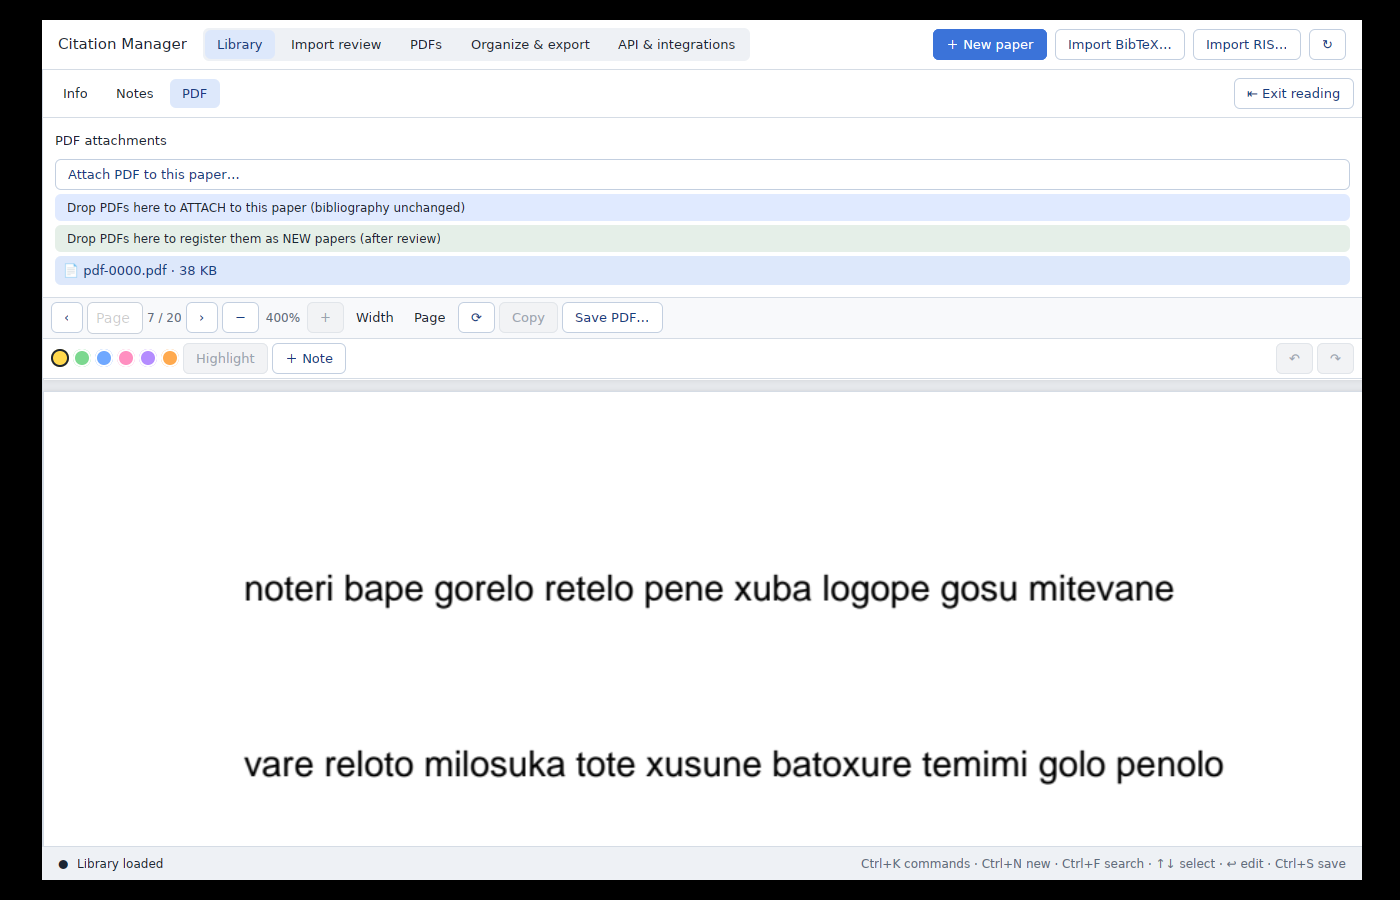 Citation Manager Library Import review PDFs Organize & export API & integrations + New paper Import BibTeX... Import RIS... ↻
Info Notes PDF ⇤ Exit reading
PDF attachments
Attach PDF to this paper...
Drop PDFs here to ATTACH to this paper (bibliography unchanged)
Drop PDFs here to register them as NEW papers (after review)
pdf-0000.pdf · 38 KB
‹ Page 7 / 20 › − 400% + Width Page ⟳ Copy Save PDF...
Highlight + Note ↶ ↷
noteri bape gorelo retelo pene xuba logope gosu mitevane
vare reloto milosuka tote xusune batoxure temimi golo penolo
● Library loaded Ctrl+K commands · Ctrl+N new · Ctrl+F search · ↑↓ select · ↩ edit · Ctrl+S save